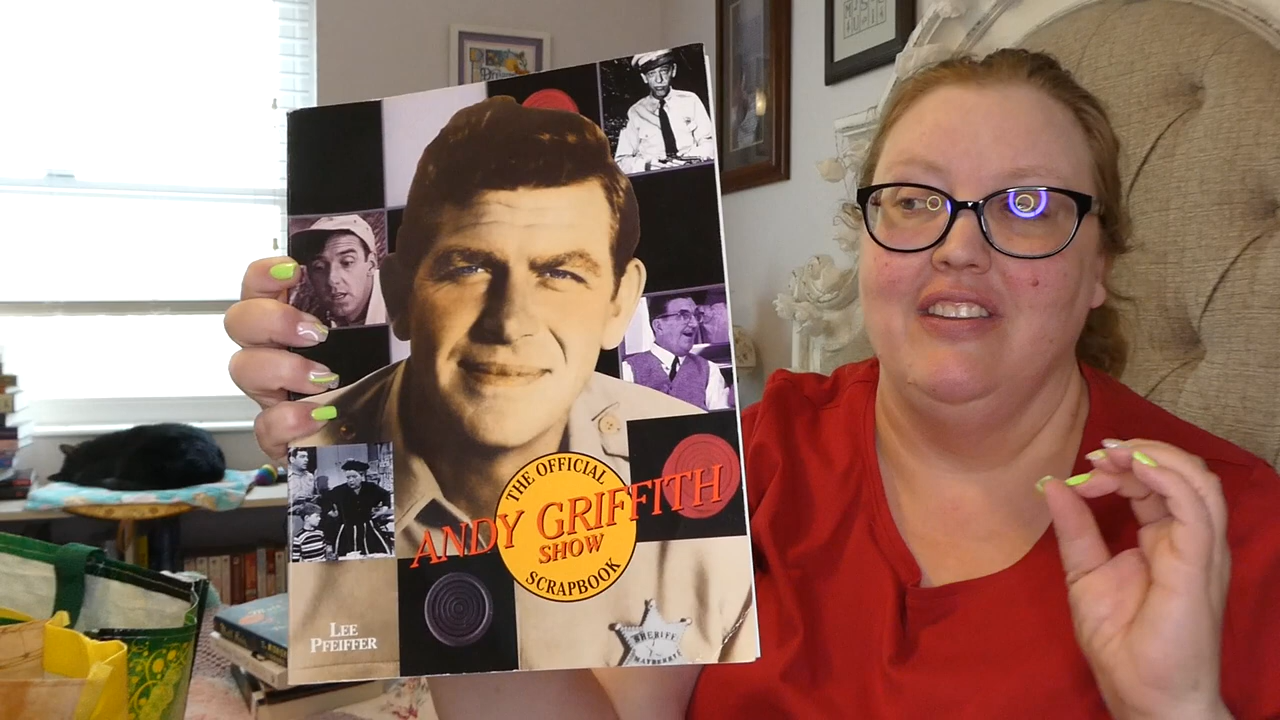 THE OFFICIAL
ANDY GRIFFITH
SHOW
SCRAPBOOK
LEE
PFEIFFER
SHERIFF
MAYBERRY